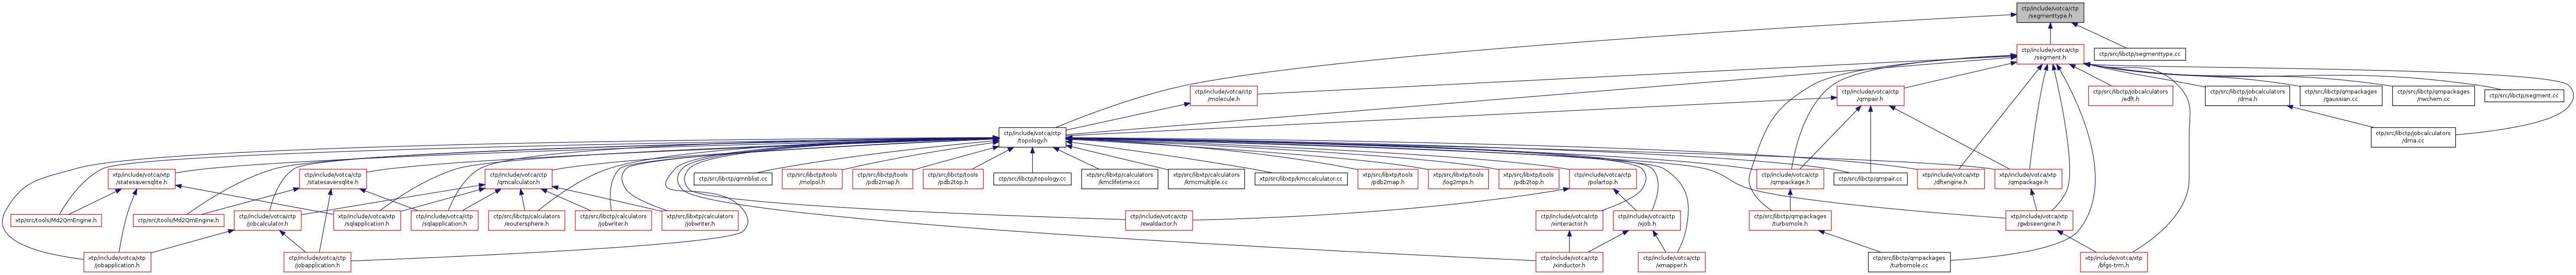 ctp/include/votca/ctp
/segmenttype.h
ctp/include/votca/ctp
/segment.h
ctp/src/libctp/segmenttype.cc
ctp/include/votca/ctp
/molecule.h
ctp/include/votca/ctp
/qmpair.h
ctp/src/libctp/jobcalculators
/edft.h
ctp/src/libctp/jobcalculators
/dma.h
ctp/src/libctp/qmpackages
/gaussian.cc
ctp/src/libctp/qmpackages
/nwchem.cc
ctp/src/libctp/segment.cc
ctp/include/votca/ctp
/topology.h
ctp/src/libctp/jobcalculators
/dma.cc
xtp/include/votca/xtp
/statesaversqlite.h
ctp/include/votca/ctp
/statesaversqlite.h
ctp/include/votca/ctp
/qmcalculator.h
ctp/src/libctp/qmnblist.cc
ctp/src/libctp/tools
/molpol.h
ctp/src/libctp/tools
/pdb2map.h
ctp/src/libctp/tools
/pdb2top.h
ctp/src/libctp/topology.cc
xtp/src/libxtp/calculators
/kmclifetime.cc
xtp/src/libxtp/calculators
/kmcmultiple.cc
xtp/src/libxtp/kmccalculator.cc
xtp/src/libxtp/tools
/pdb2map.h
xtp/src/libxtp/tools
/log2mps.h
xtp/src/libxtp/tools
/pdb2top.h
ctp/include/votca/ctp
/polartop.h
ctp/include/votca/ctp
/qmpackage.h
ctp/src/libctp/qmpair.cc
xtp/include/votca/xtp
/dftengine.h
xtp/include/votca/xtp
/qmpackage.h
xtp/src/tools/Md2QmEngine.h
ctp/src/tools/Md2QmEngine.h
ctp/include/votca/ctp
/jobcalculator.h
xtp/include/votca/xtp
/sqlapplication.h
ctp/include/votca/ctp
/sqlapplication.h
ctp/src/libctp/calculators
/eoutersphere.h
ctp/src/libctp/calculators
/jobwriter.h
xtp/src/libxtp/calculators
/jobwriter.h
ctp/include/votca/ctp
/ewaldactor.h
ctp/include/votca/ctp
/xinteractor.h
ctp/include/votca/ctp
/xjob.h
ctp/src/libctp/qmpackages
/turbomole.h
xtp/include/votca/xtp
/gwbseengine.h
xtp/include/votca/xtp
/jobapplication.h
ctp/include/votca/ctp
/jobapplication.h
ctp/include/votca/ctp
/xinductor.h
ctp/include/votca/ctp
/xmapper.h
ctp/src/libctp/qmpackages
/turbomole.cc
xtp/include/votca/xtp
/bfgs-trm.h